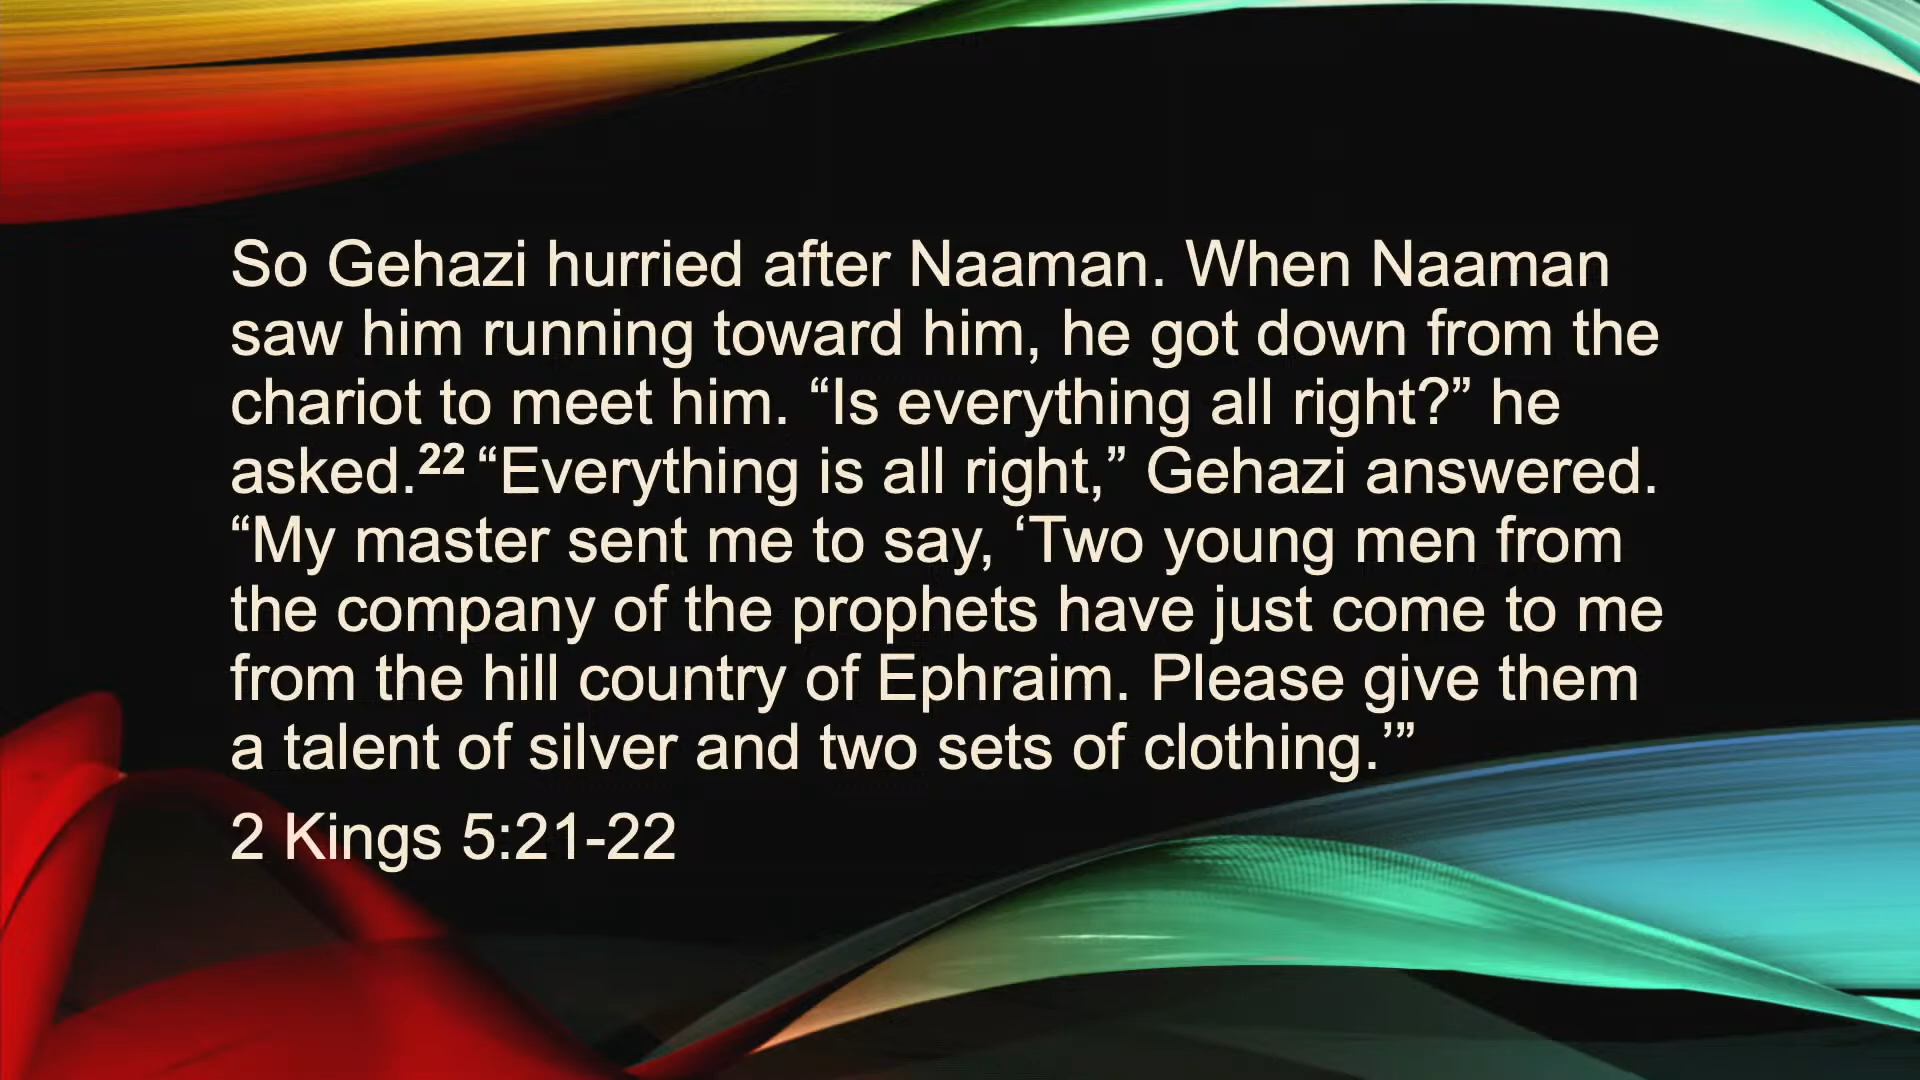 So Gehazi hurried after Naaman. When Naaman
saw him running toward him, he got down from the
chariot to meet him. “Is everything all right?” he
asked.22 “Everything is all right,” Gehazi answered.
“My master sent me to say, ‘Two young men from
the company of the prophets have just come to me
from the hill country of Ephraim. Please give them
a talent of silver and two sets of clothing.’”
2 Kings 5:21-22